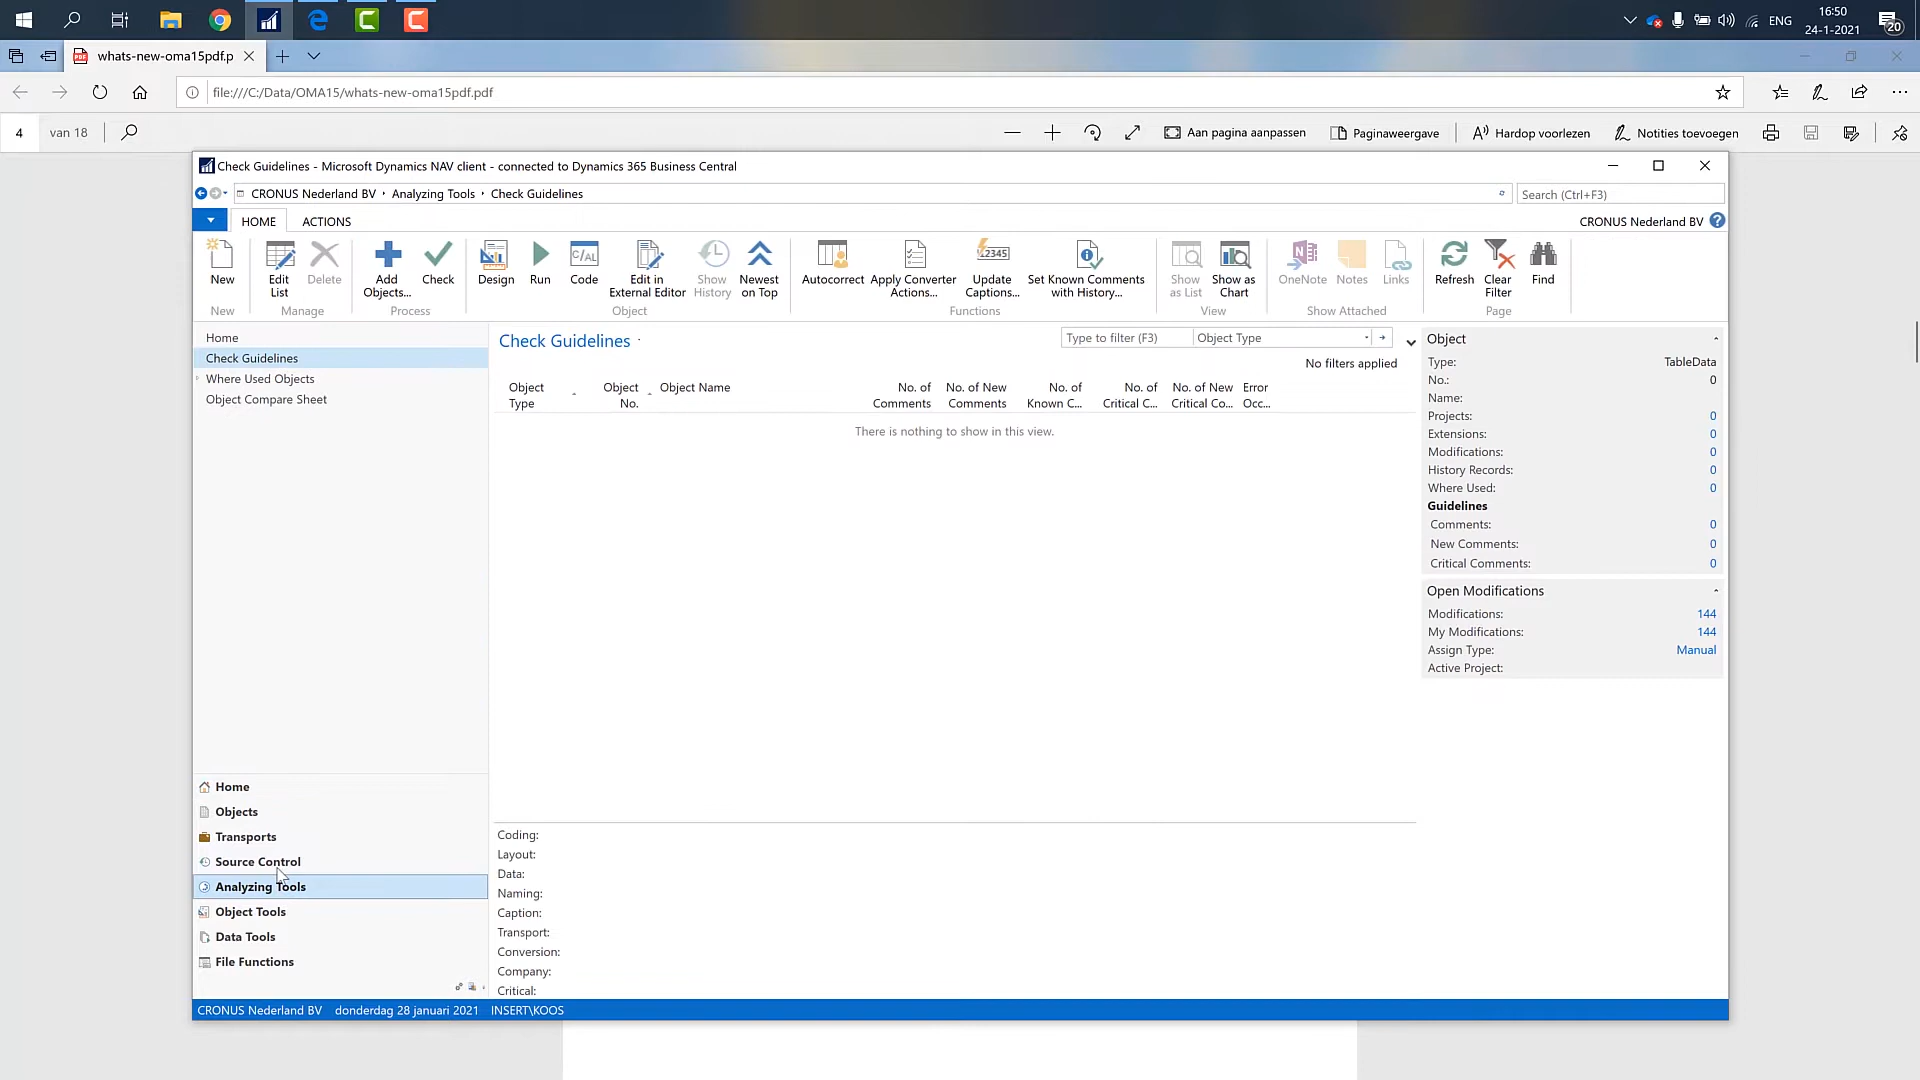 16:50
ENG
24-1-2021
20
whats-new-oma15pdf.p
file:///C:/Data/OMA15/whats-new-oma15pdf.pdf
4 van 18
Aan pagina aanpassen
Paginaweergave
Hardop voorlezen
Notities toevoegen
Check Guidelines - Microsoft Dynamics NAV client - connected to Dynamics 365 Business Central
CRONUS Nederland BV
Analyzing Tools
Check Guidelines
Search (Ctrl+F3)
HOME
ACTIONS
CRONUS Nederland BV
New
Edit List
Delete
Add Objects...
Check
Design
Run
C/AL
Code
Edit in External Editor
Show History
Newest on Top
Autocorrect
Apply Converter Actions...
12345
Update Captions...
Set Known Comments with History...
Show as List
Show as Chart
OneNote
Notes
Links
Refresh
Clear Filter
Find
New
Manage
Process
Object
Functions
View
Show Attached
Page
Home
Check Guidelines
Where Used Objects
Object Compare Sheet
Check Guidelines
Type to filter (F3)
Object Type
No filters applied
Object Type
Object No.
Object Name
No. of Comments
No. of New Comments
No. of Known C...
No. of Critical C...
No. of New Critical Co...
Error Occ...
There is nothing to show in this view.
Object
Type: TableData
No.: 0
Name:
Projects: 0
Extensions: 0
Modifications: 0
History Records: 0
Where Used: 0
Guidelines
Comments: 0
New Comments: 0
Critical Comments: 0
Open Modifications
Modifications: 144
My Modifications: 144
Assign Type: Manual
Active Project:
Home
Objects
Transports
Source Control
Analyzing Tools
Object Tools
Data Tools
File Functions
Coding:
Layout:
Data:
Naming:
Caption:
Transport:
Conversion:
Company:
Critical:
CRONUS Nederland BV
donderdag 28 januari 2021
INSERT\KOOS